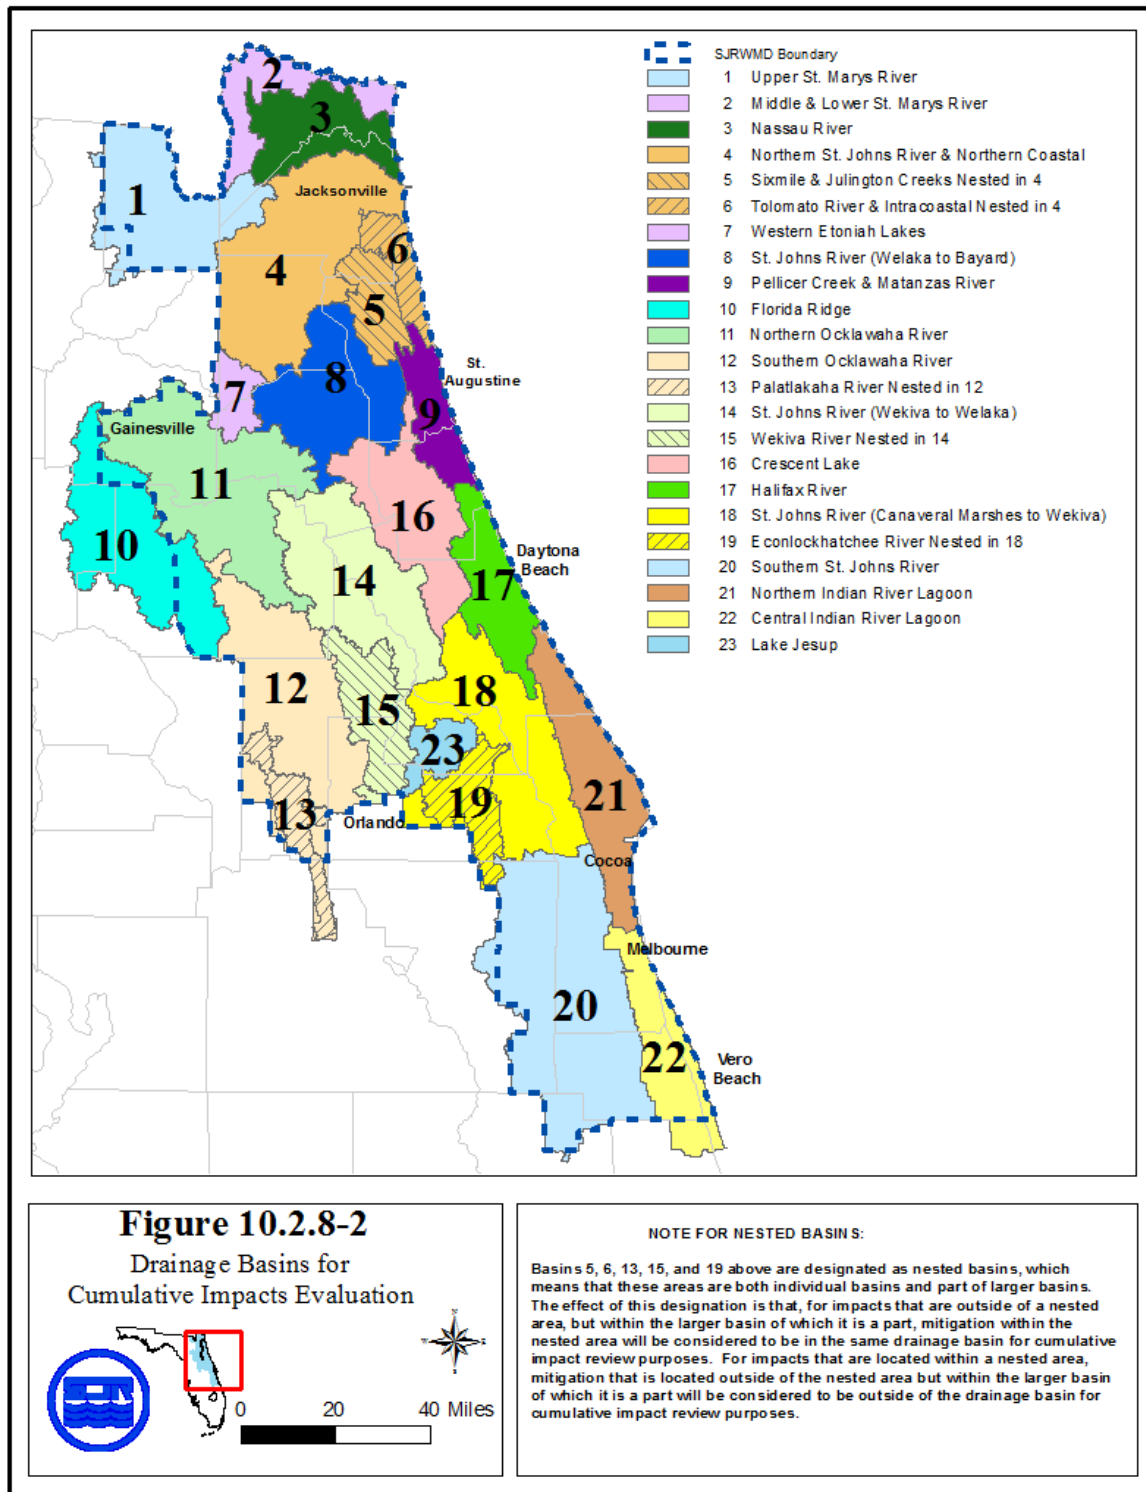 SJRWMD Boundary
1 Upper St. Marys River
2 Middle & Lower St. Marys River
3 Nassau River
4 Northern St. Johns River & Northern Coastal
5 Sixmile & Julington Creeks Nested in 4
6 Tolomato River & Intracoastal Nested in 4
7 Western Etoniah Lakes
8 St. Johns River (Welaka to Bayard)
9 Pellicer Creek & Matanzas River
10 Florida Ridge
11 Northern Ocklawaha River
12 Southern Ocklawaha River
13 Palatlakaha River Nested in 12
14 St. Johns River (Wekiva to Welaka)
15 Wekiva River Nested in 14
16 Crescent Lake
17 Halifax River
18 St. Johns River (Canaveral Marshes to Wekiva)
19 Econlockhatchee River Nested in 18
20 Southern St. Johns River
21 Northern Indian River Lagoon
22 Central Indian River Lagoon
23 Lake Jesup
2
3
1
Jacksonville
6
4
5
St.
Augustine
8
7
9
Gainesville
11
16
10
Daytona
Beach
14
17
12
18
15
23
21
19
13
Orlando
Cocoa
Melbourne
20
22
Vero
Beach
Figure 10.2.8-2
Drainage Basins for
Cumulative Impacts Evaluation
N
W E
S
0 20 40 Miles
NOTE FOR NESTED BASINS:
Basins 5, 6, 13, 15, and 19 above are designated as nested basins, which
means that these areas are both individual basins and part of larger basins.
The effect of this designation is that, for impacts that are outside of a nested
area, but within the larger basin of which it is a part, mitigation within the
nested area will be considered to be in the same drainage basin for cumulative
impact review purposes. For impacts that are located within a nested area,
mitigation that is located outside of the nested area but within the larger basin
of which it is a part will be considered to be outside of the drainage basin for
cumulative impact review purposes.